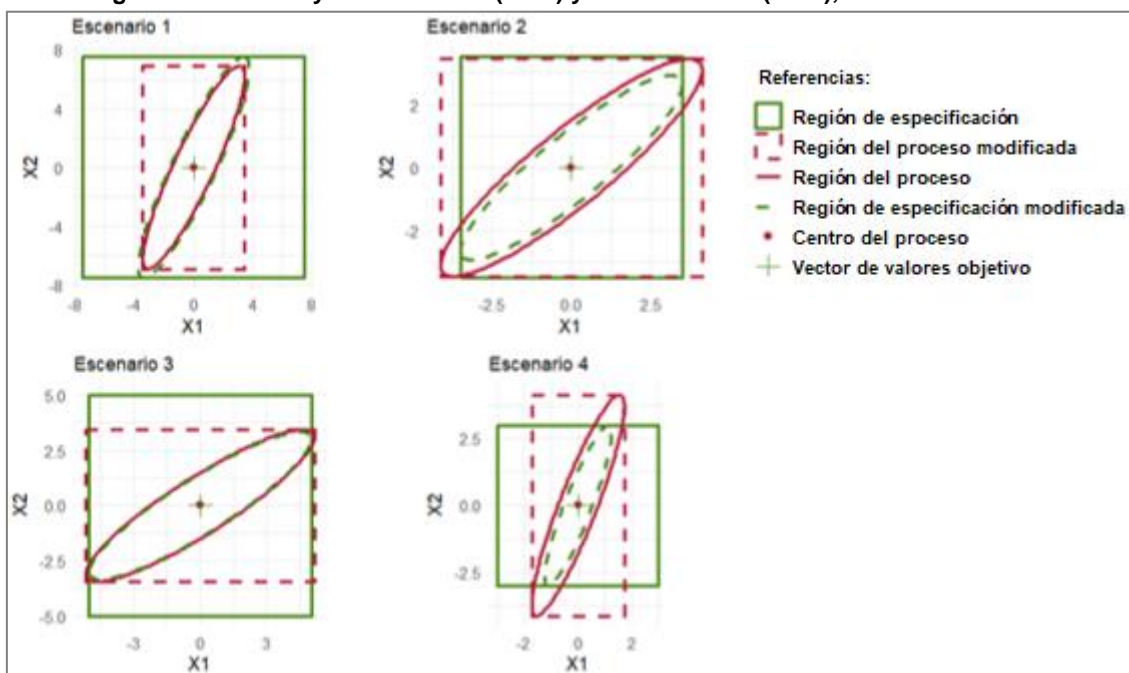 Escenario 1
8
4
0
-4
-8
X2
-8 -4 0 4 8
X1
Escenario 2
2
0
-2
X2
-2.5 0.0 2.5
X1
Referencias:
Región de especificación
Región del proceso modificada
Región del proceso
Región de especificación modificada
Centro del proceso
Vector de valores objetivo
Escenario 3
5.0
2.5
0.0
-2.5
-5.0
X2
-3 0 3
X1
Escenario 4
2.5
0.0
-2.5
X2
-2 0 2
X1